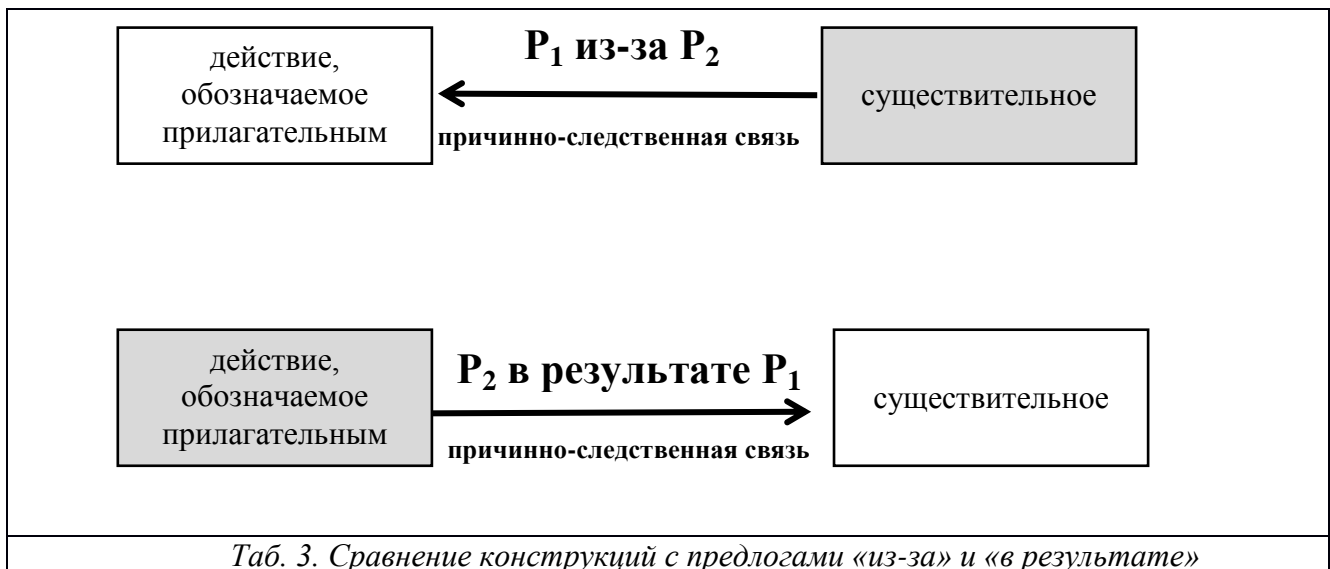 действие,
обозначаемое
прилагательным
P₁ из-за P₂
причинно-следственная связь
существительное
действие,
обозначаемое
прилагательным
P₂ в результате P₁
причинно-следственная связь
существительное
Таб. 3. Сравнение конструкций с предлогами «из-за» и «в результате»